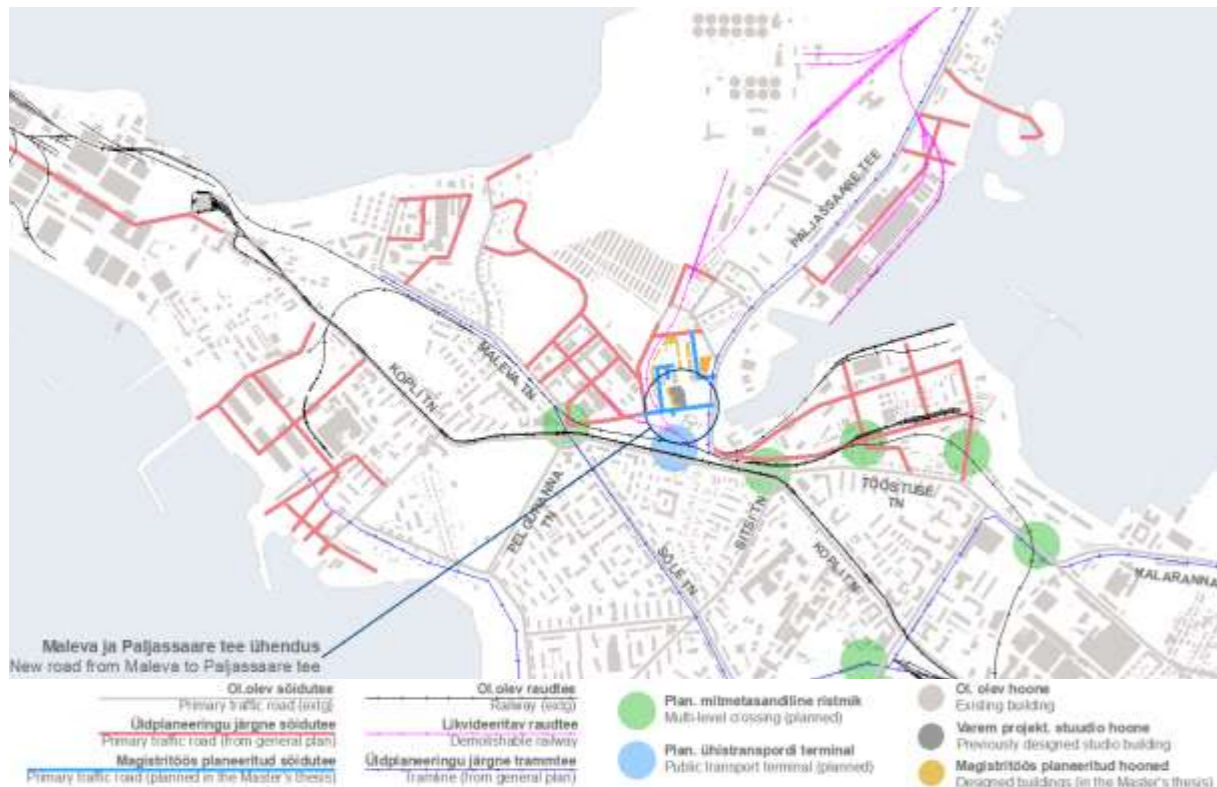 PALJASSAARE TEE
MALEVA TN
KOPLI TN
PELGURANNA
TN
SÕLE TN
SITSI TN
TÖÖSTUSE
TN
KOPLI TN
KALARANNA
Maleva ja Paljassaare tee ühendus
New road from Maleva to Paljassaare tee
Ol.olev sõidutee
Primary traffic road (extg)
Üldplaneeringu järgne sõidutee
Primary traffic road (from general plan)
Magistritöös planeeritud sõidutee
Primary traffic road (planned in the Master's thesis)
Ol.olev raudtee
Railway (extg)
Likvideeritav raudtee
Demolishable railway
Üldplaneeringu järgne trammtee
Tramline (from general plan)
Plan. mitmetasandiline ristmik
Multi-level crossing (planned)
Plan. ühistranspordi terminal
Public transport terminal (planned)
Ol. olev hoone
Existing building
Varem projekt. stuudio hoone
Previously designed studio building
Magistritöös planeeritud hooned
Designed buildings (in the Master's thesis)